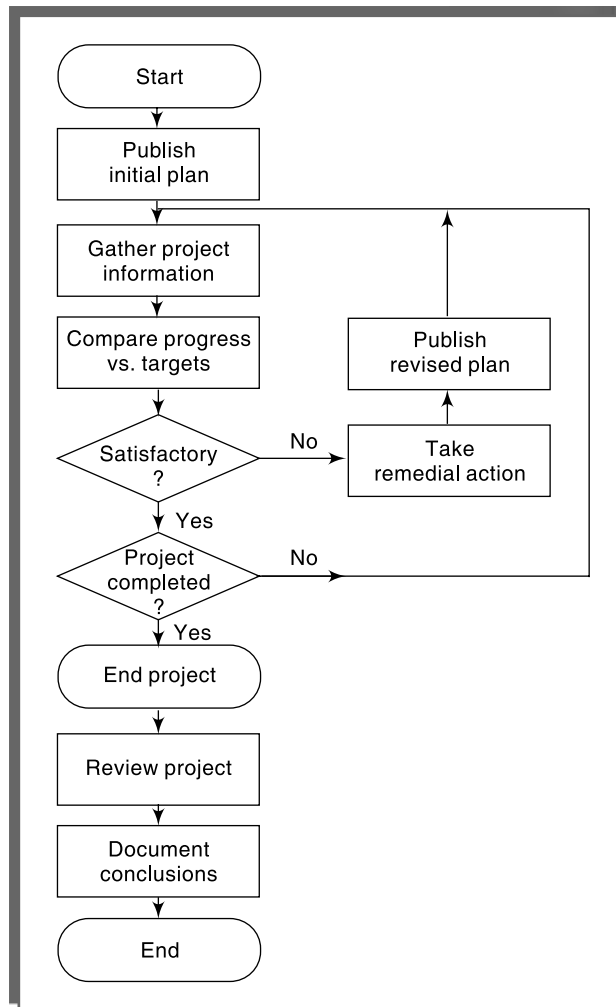 Start
Publish
initial plan
Gather project
information
Compare progress
vs. targets
Publish
revised plan
Satisfactory
?
No
Take
remedial action
Yes
Project
completed
?
No
Yes
End project
Review project
Document
conclusions
End